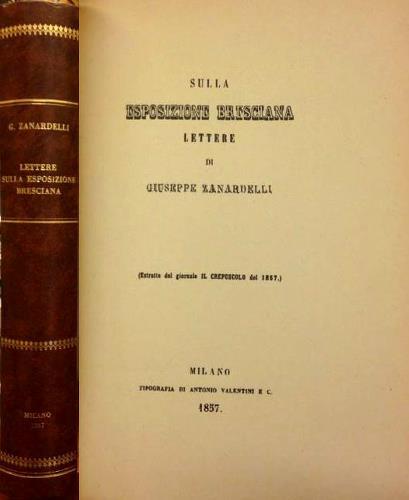 G. ZANARDELLI
LETTERE
SULLA ESPOSIZIONE
BRESCIANA
MILANO
1857
SULLA
ESPOSIZIONE BRESCIANA
LETTERE
DI
GIUSEPPE ZANARDELLI
(Estratto dal giornale IL CREPUSCOLO del 1857.)
MILANO
TIPOGRAFIA DI ANTONIO VALENTINI E C.
1857.